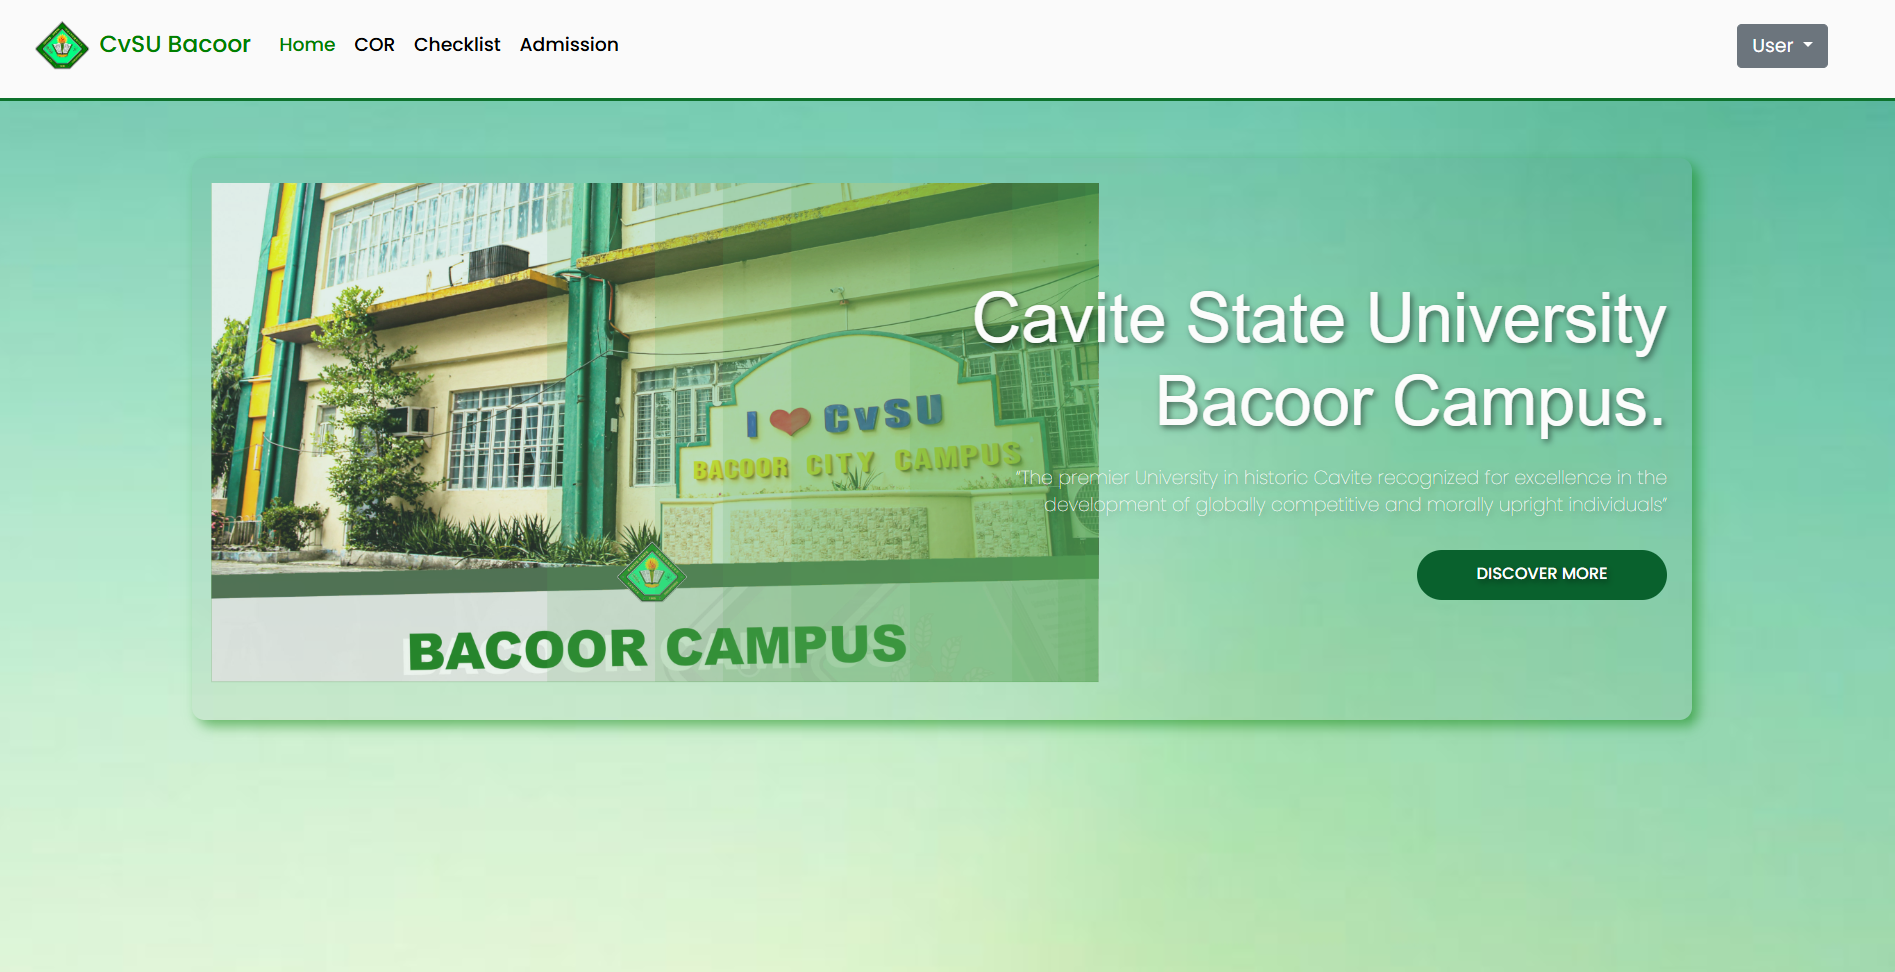 CvSU Bacoor
Home
COR
Checklist
Admission
User
I ❤ CvSU
BACOOR CITY CAMPUS
BACOOR CAMPUS
Cavite State University
Bacoor Campus.
“The premier University in historic Cavite recognized for excellence in the
development of globally competitive and morally upright individuals”
DISCOVER MORE